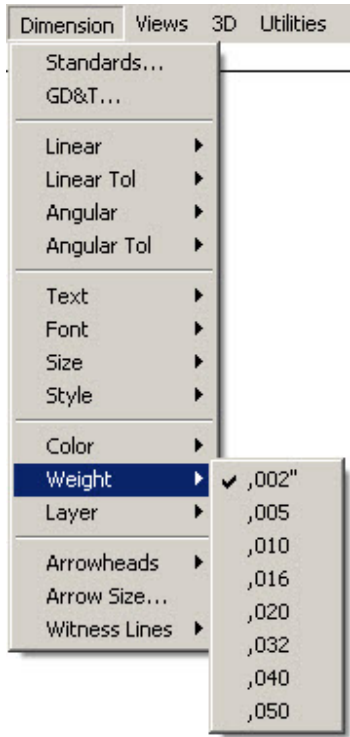 Dimension Views 3D Utilities
Standards...
GD&T...
Linear
Linear Tol
Angular
Angular Tol
Text
Font
Size
Style
Color
Weight
Layer
Arrowheads
Arrow Size...
Witness Lines
,002"
,005
,010
,016
,020
,032
,040
,050